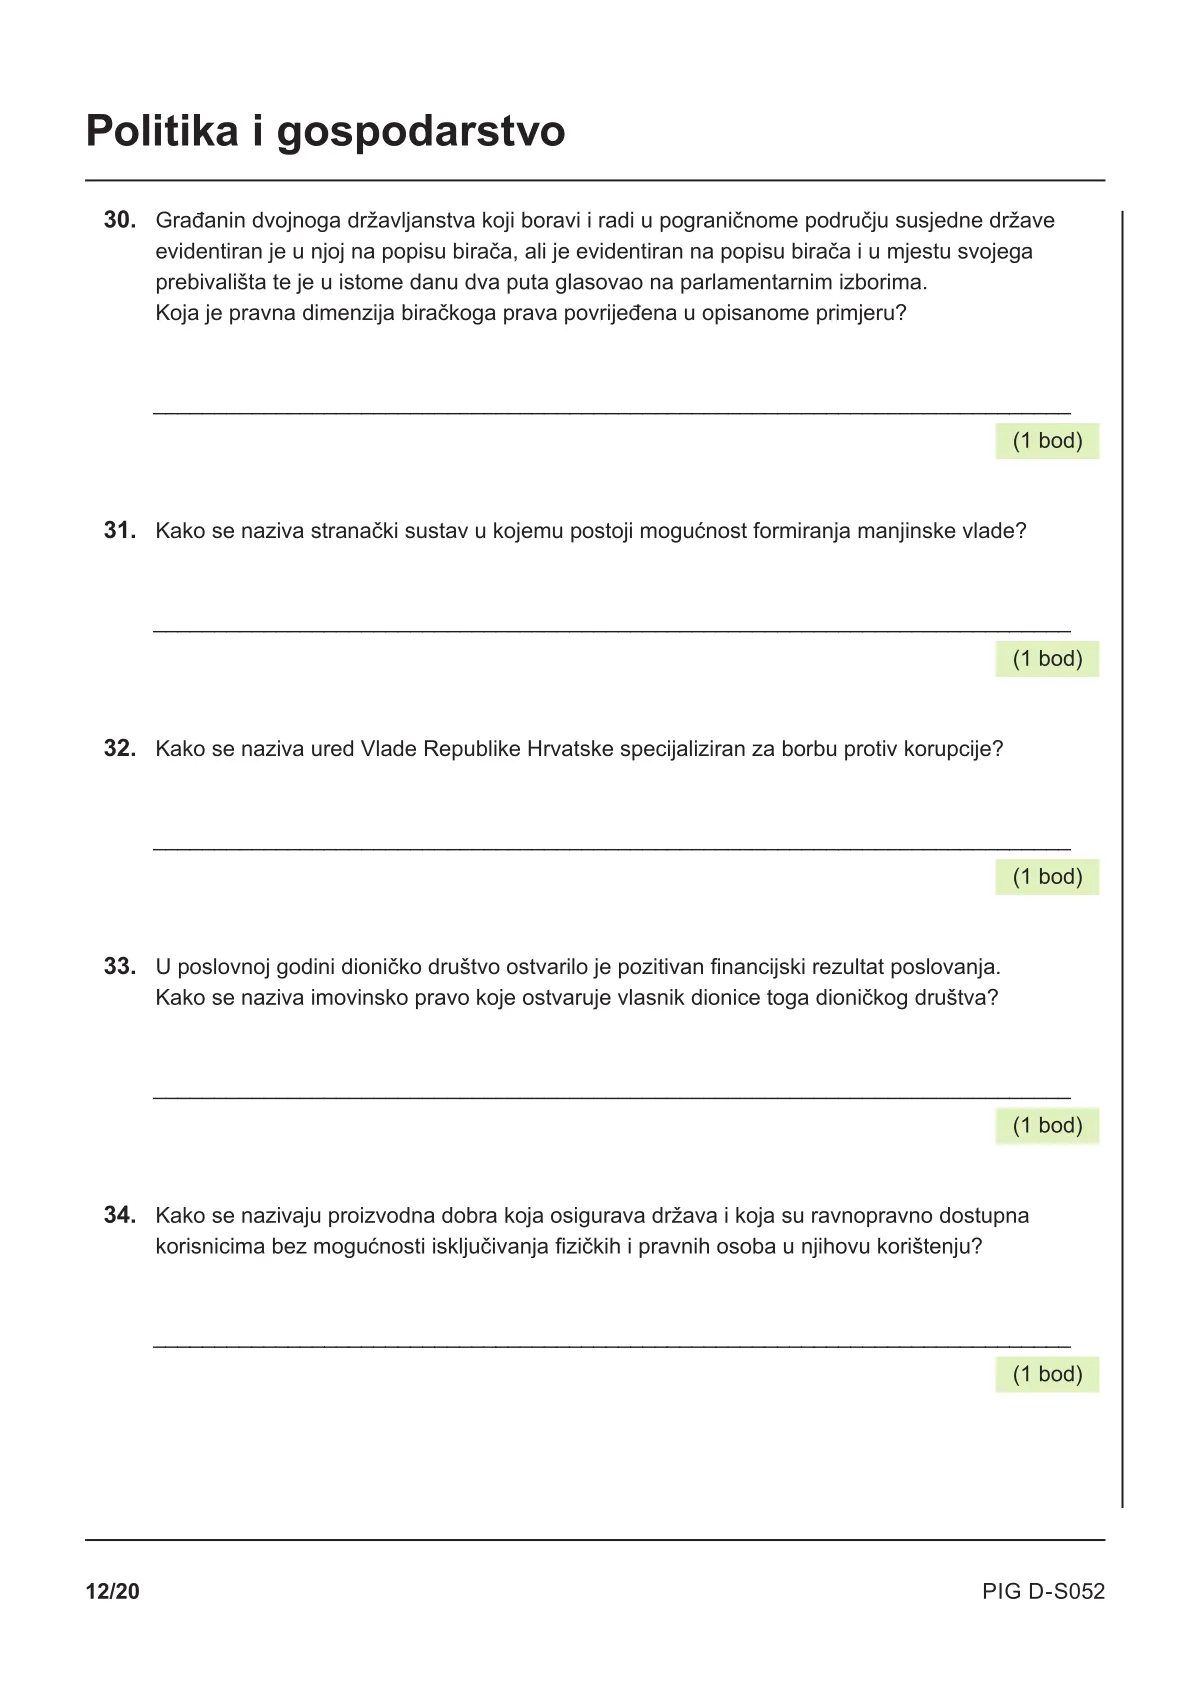 Politika i gospodarstvo
30. Građanin dvojnoga državljanstva koji boravi i radi u pograničnome području susjedne države
evidentiran je u njoj na popisu birača, ali je evidentiran na popisu birača i u mjestu svojega
prebivališta te je u istome danu dva puta glasovao na parlamentarnim izborima.
Koja je pravna dimenzija biračkoga prava povrijeđena u opisanome primjeru?
(1 bod)
31. Kako se naziva stranački sustav u kojemu postoji mogućnost formiranja manjinske vlade?
(1 bod)
32. Kako se naziva ured Vlade Republike Hrvatske specijaliziran za borbu protiv korupcije?
(1 bod)
33. U poslovnoj godini dioničko društvo ostvarilo je pozitivan financijski rezultat poslovanja.
Kako se naziva imovinsko pravo koje ostvaruje vlasnik dionice toga dioničkog društva?
(1 bod)
34. Kako se nazivaju proizvodna dobra koja osigurava država i koja su ravnopravno dostupna
korisnicima bez mogućnosti isključivanja fizičkih i pravnih osoba u njihovu korištenju?
(1 bod)
12/20
PIG D-S052